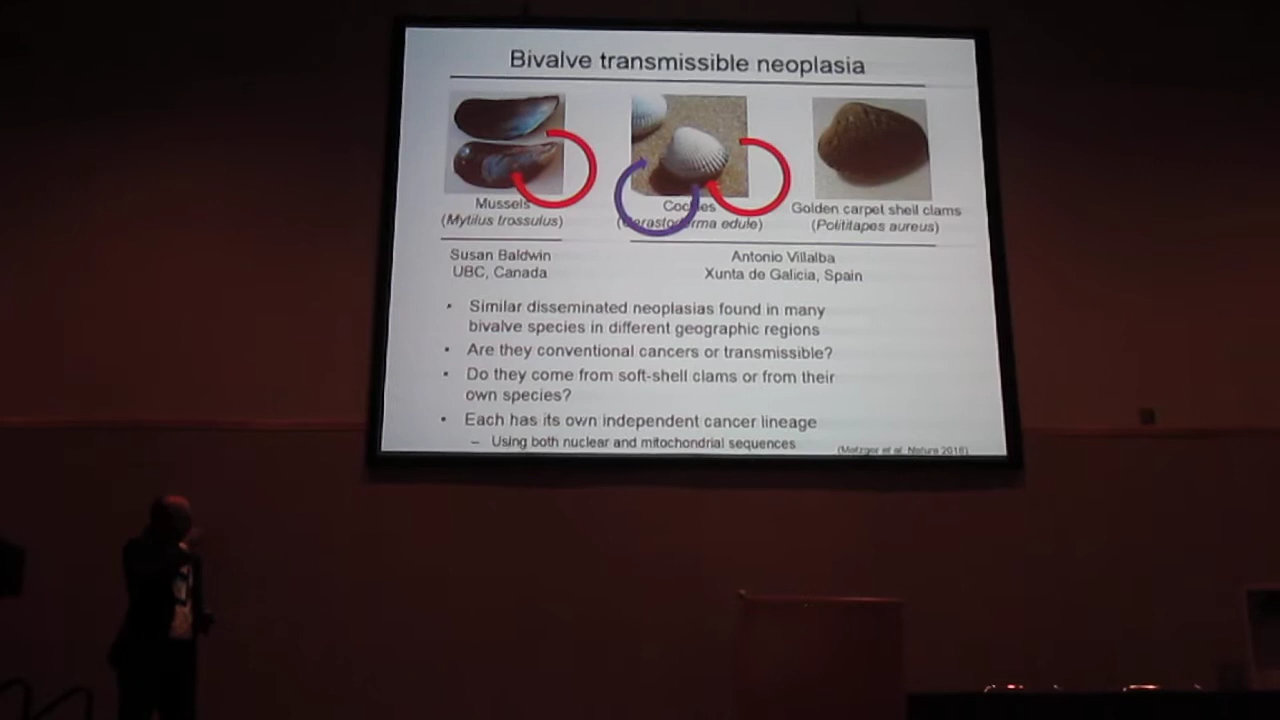 Bivalve transmissible neoplasia
Mussels
(Mytilus trossulus)
Cockles
(Cerastoderma edule)
Golden carpet shell clams
(Polititapes aureus)
Susan Baldwin
UBC, Canada
Antonio Villalba
Xunta de Galicia, Spain
• Similar disseminated neoplasias found in many
bivalve species in different geographic regions
• Are they conventional cancers or transmissible?
• Do they come from soft-shell clams or from their
own species?
• Each has its own independent cancer lineage
– Using both nuclear and mitochondrial sequences
(Metzger et al. Nature 2016)